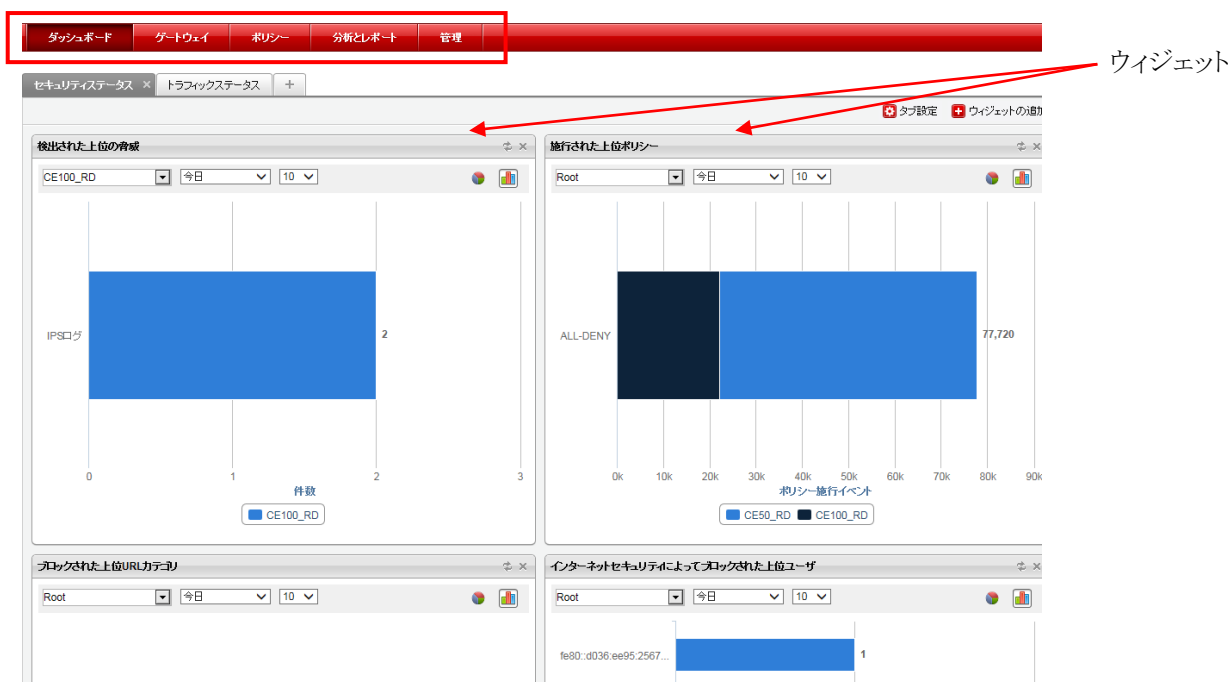 ダッシュボード ゲートウェイ ポリシー 分析とレポート 管理
ウィジェット
セキュリティステータス × トラフィックステータス +
タブ設定 ウィジェットの追加
検出された上位の脅威
CE100_RD 今日 10
IPSログ
2
0 1 2 3
件数
CE100_RD
施行された上位ポリシー
Root 今日 10
ALL-DENY
77,720
0k 10k 20k 30k 40k 50k 60k 70k 80k 90k
ポリシー施行イベント
CE50_RD CE100_RD
ブロックされた上位URLカテゴリ
Root 今日 10
インターネットセキュリティによってブロックされた上位ユーザ
Root 今日 10
fe80::d036:ee95:2567...
1